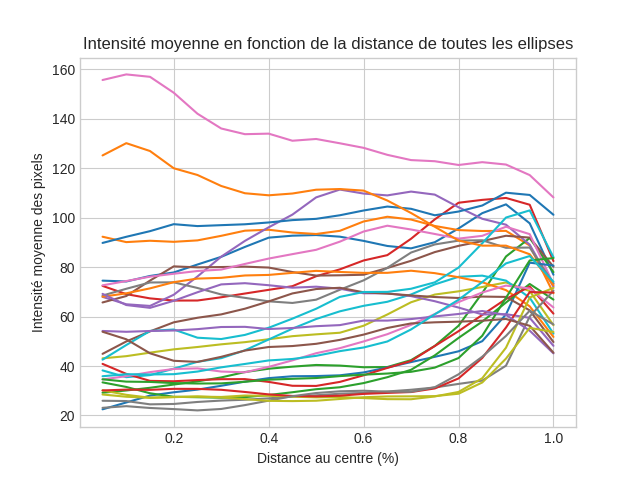 Intensité moyenne en fonction de la distance de toutes les ellipses
160
140
120
100
80
60
40
20
Intensité moyenne des pixels
0.2 0.4 0.6 0.8 1.0
Distance au centre (%)